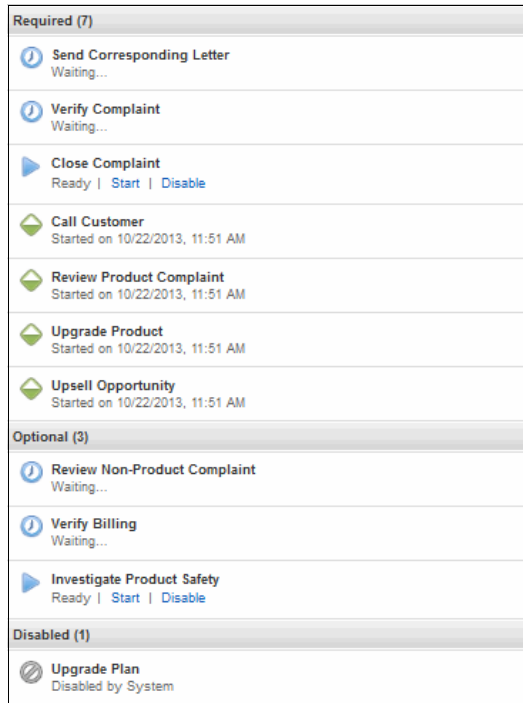 Required (7)
Send Corresponding Letter
Waiting...
Verify Complaint
Waiting...
Close Complaint
Ready | Start | Disable
Call Customer
Started on 10/22/2013, 11:51 AM
Review Product Complaint
Started on 10/22/2013, 11:51 AM
Upgrade Product
Started on 10/22/2013, 11:51 AM
Upsell Opportunity
Started on 10/22/2013, 11:51 AM
Optional (3)
Review Non-Product Complaint
Waiting...
Verify Billing
Waiting...
Investigate Product Safety
Ready | Start | Disable
Disabled (1)
Upgrade Plan
Disabled by System